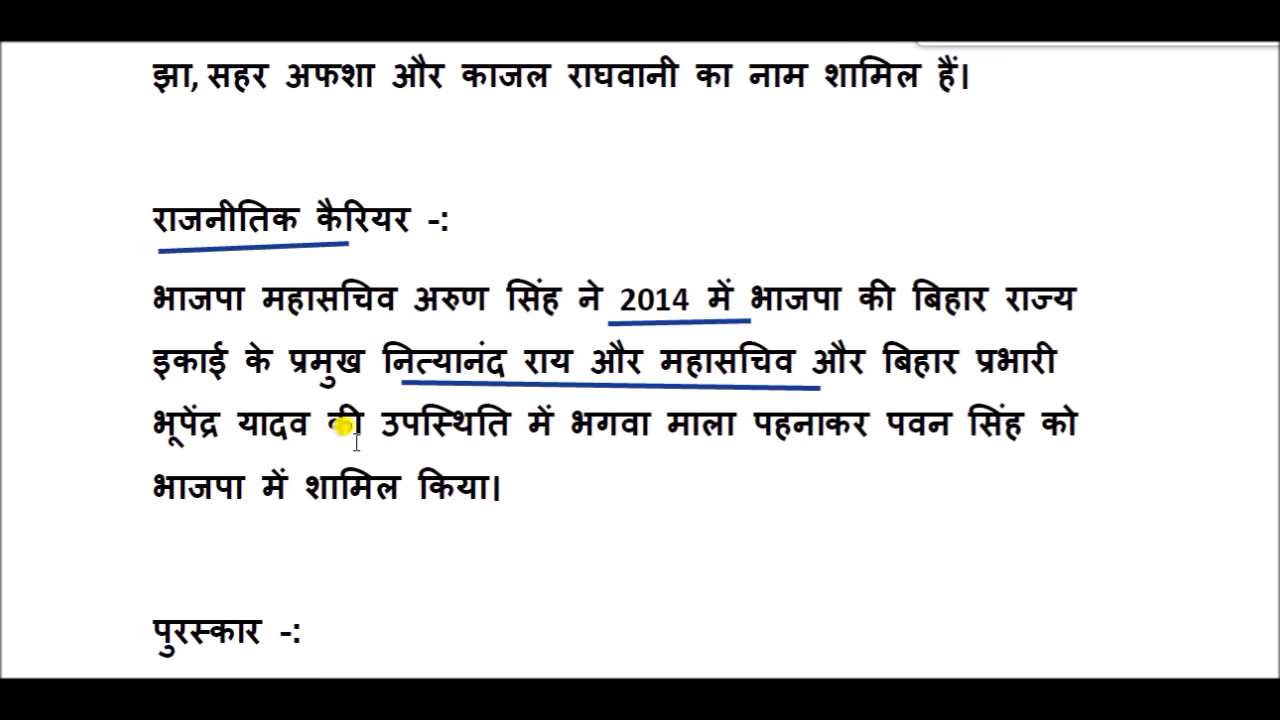 झा, सहर अफशा और काजल राघवानी का नाम शामिल हैं।
राजनीतिक कैरियर -:
भाजपा महासचिव अरुण सिंह ने 2014 में भाजपा की बिहार राज्य
इकाई के प्रमुख नित्यानंद राय और महासचिव और बिहार प्रभारी
भूपेंद्र यादव की उपस्थिति में भगवा माला पहनाकर पवन सिंह को
भाजपा में शामिल किया।
पुरस्कार -: